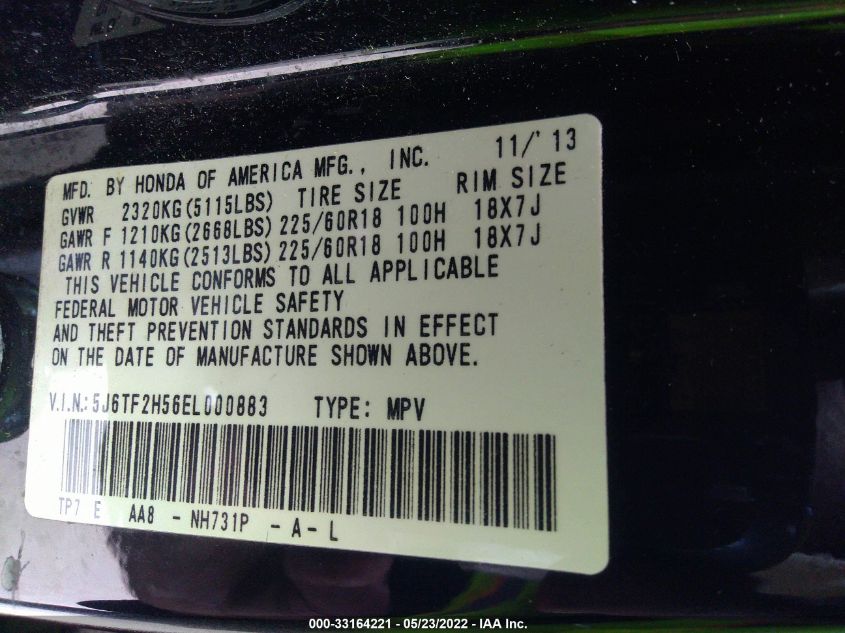 MFD. BY HONDA OF AMERICA MFG., INC. 11/'13
GVWR 2320KG(5115LBS) TIRE SIZE RIM SIZE
GAWR F 1210KG(2668LBS) 225/60R18 100H 18X7J
GAWR R 1140KG(2513LBS) 225/60R18 100H 18X7J
THIS VEHICLE CONFORMS TO ALL APPLICABLE
FEDERAL MOTOR VEHICLE SAFETY
AND THEFT PREVENTION STANDARDS IN EFFECT
ON THE DATE OF MANUFACTURE SHOWN ABOVE.
V.I.N.: 5J6TF2H56EL000883 TYPE: MPV
TP7 E AA8 - NH731P - A - L
000-33164221 - 05/23/2022 - IAA Inc.